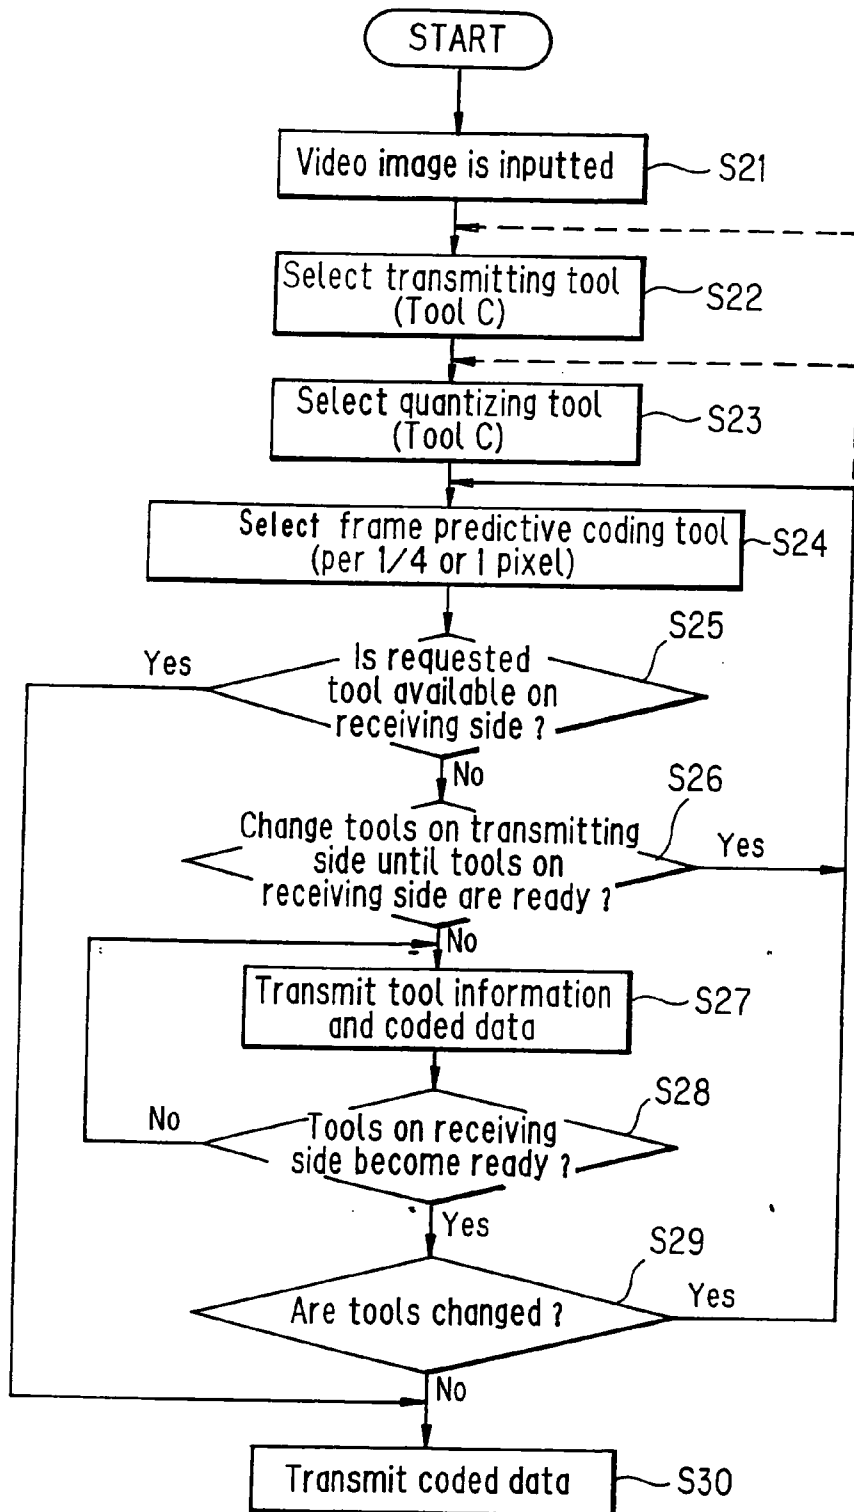 START
Video image is inputted
S21
Select transmitting tool
(Tool C)
S22
Select quantizing tool
(Tool C)
S23
Select frame predictive coding tool
(per 1/4 or 1 pixel)
S24
S25
Yes
Is requested
tool available on
receiving side ?
No
S26
Change tools on transmitting
side until tools on
receiving side are ready ?
Yes
No
Transmit tool information
and coded data
S27
S28
No
Tools on receiving
side become ready ?
Yes
S29
Are tools changed ?
Yes
No
Transmit coded data
S30